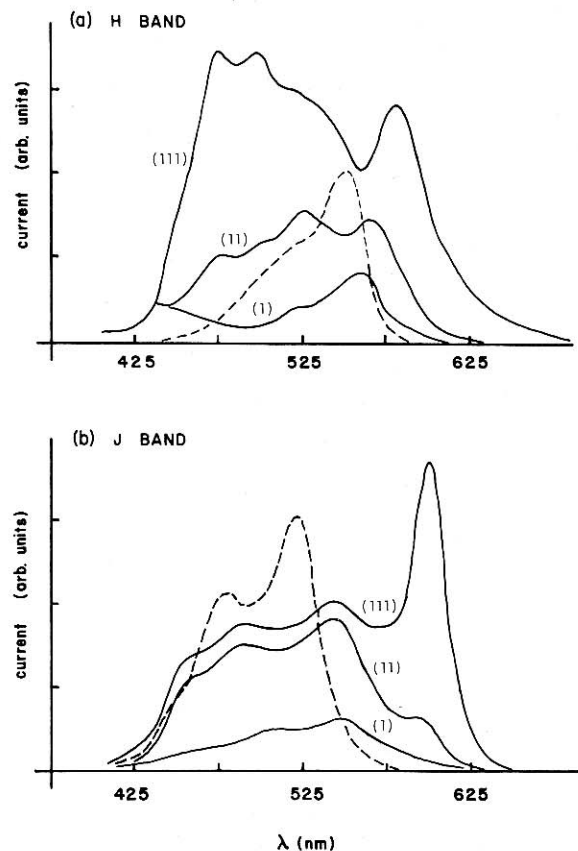 (a) H BAND
current (arb. units)
(111)
(11)
(1)
425
525
625
(b) J BAND
current (arb. units)
(111)
(11)
(1)
425
525
625
λ (nm)